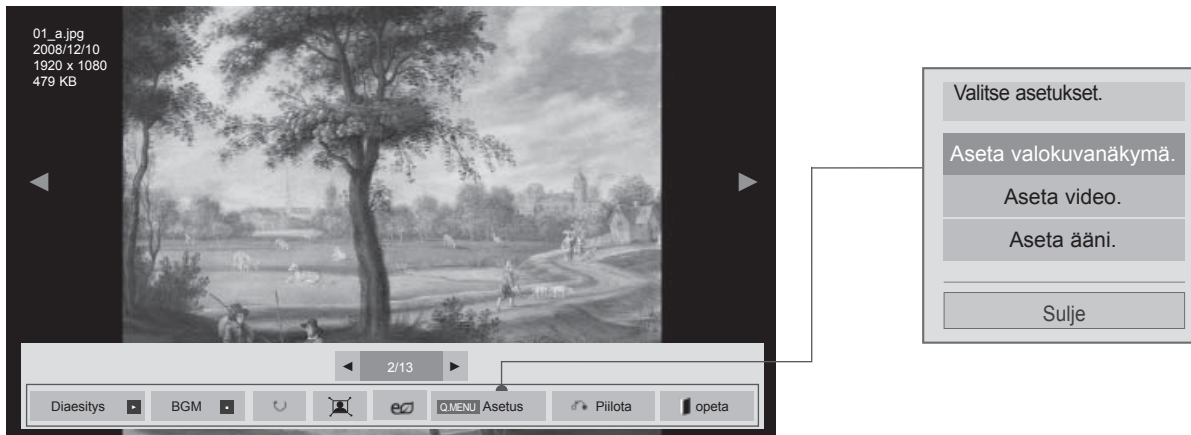 01_a.jpg
2008/12/10
1920 x 1080
479 KB
2/13
Diaesitys
BGM
Q.MENU Asetus
Piilota
opeta
Valitse asetukset.
Aseta valokuvanäkymä.
Aseta video.
Aseta ääni.
Sulje